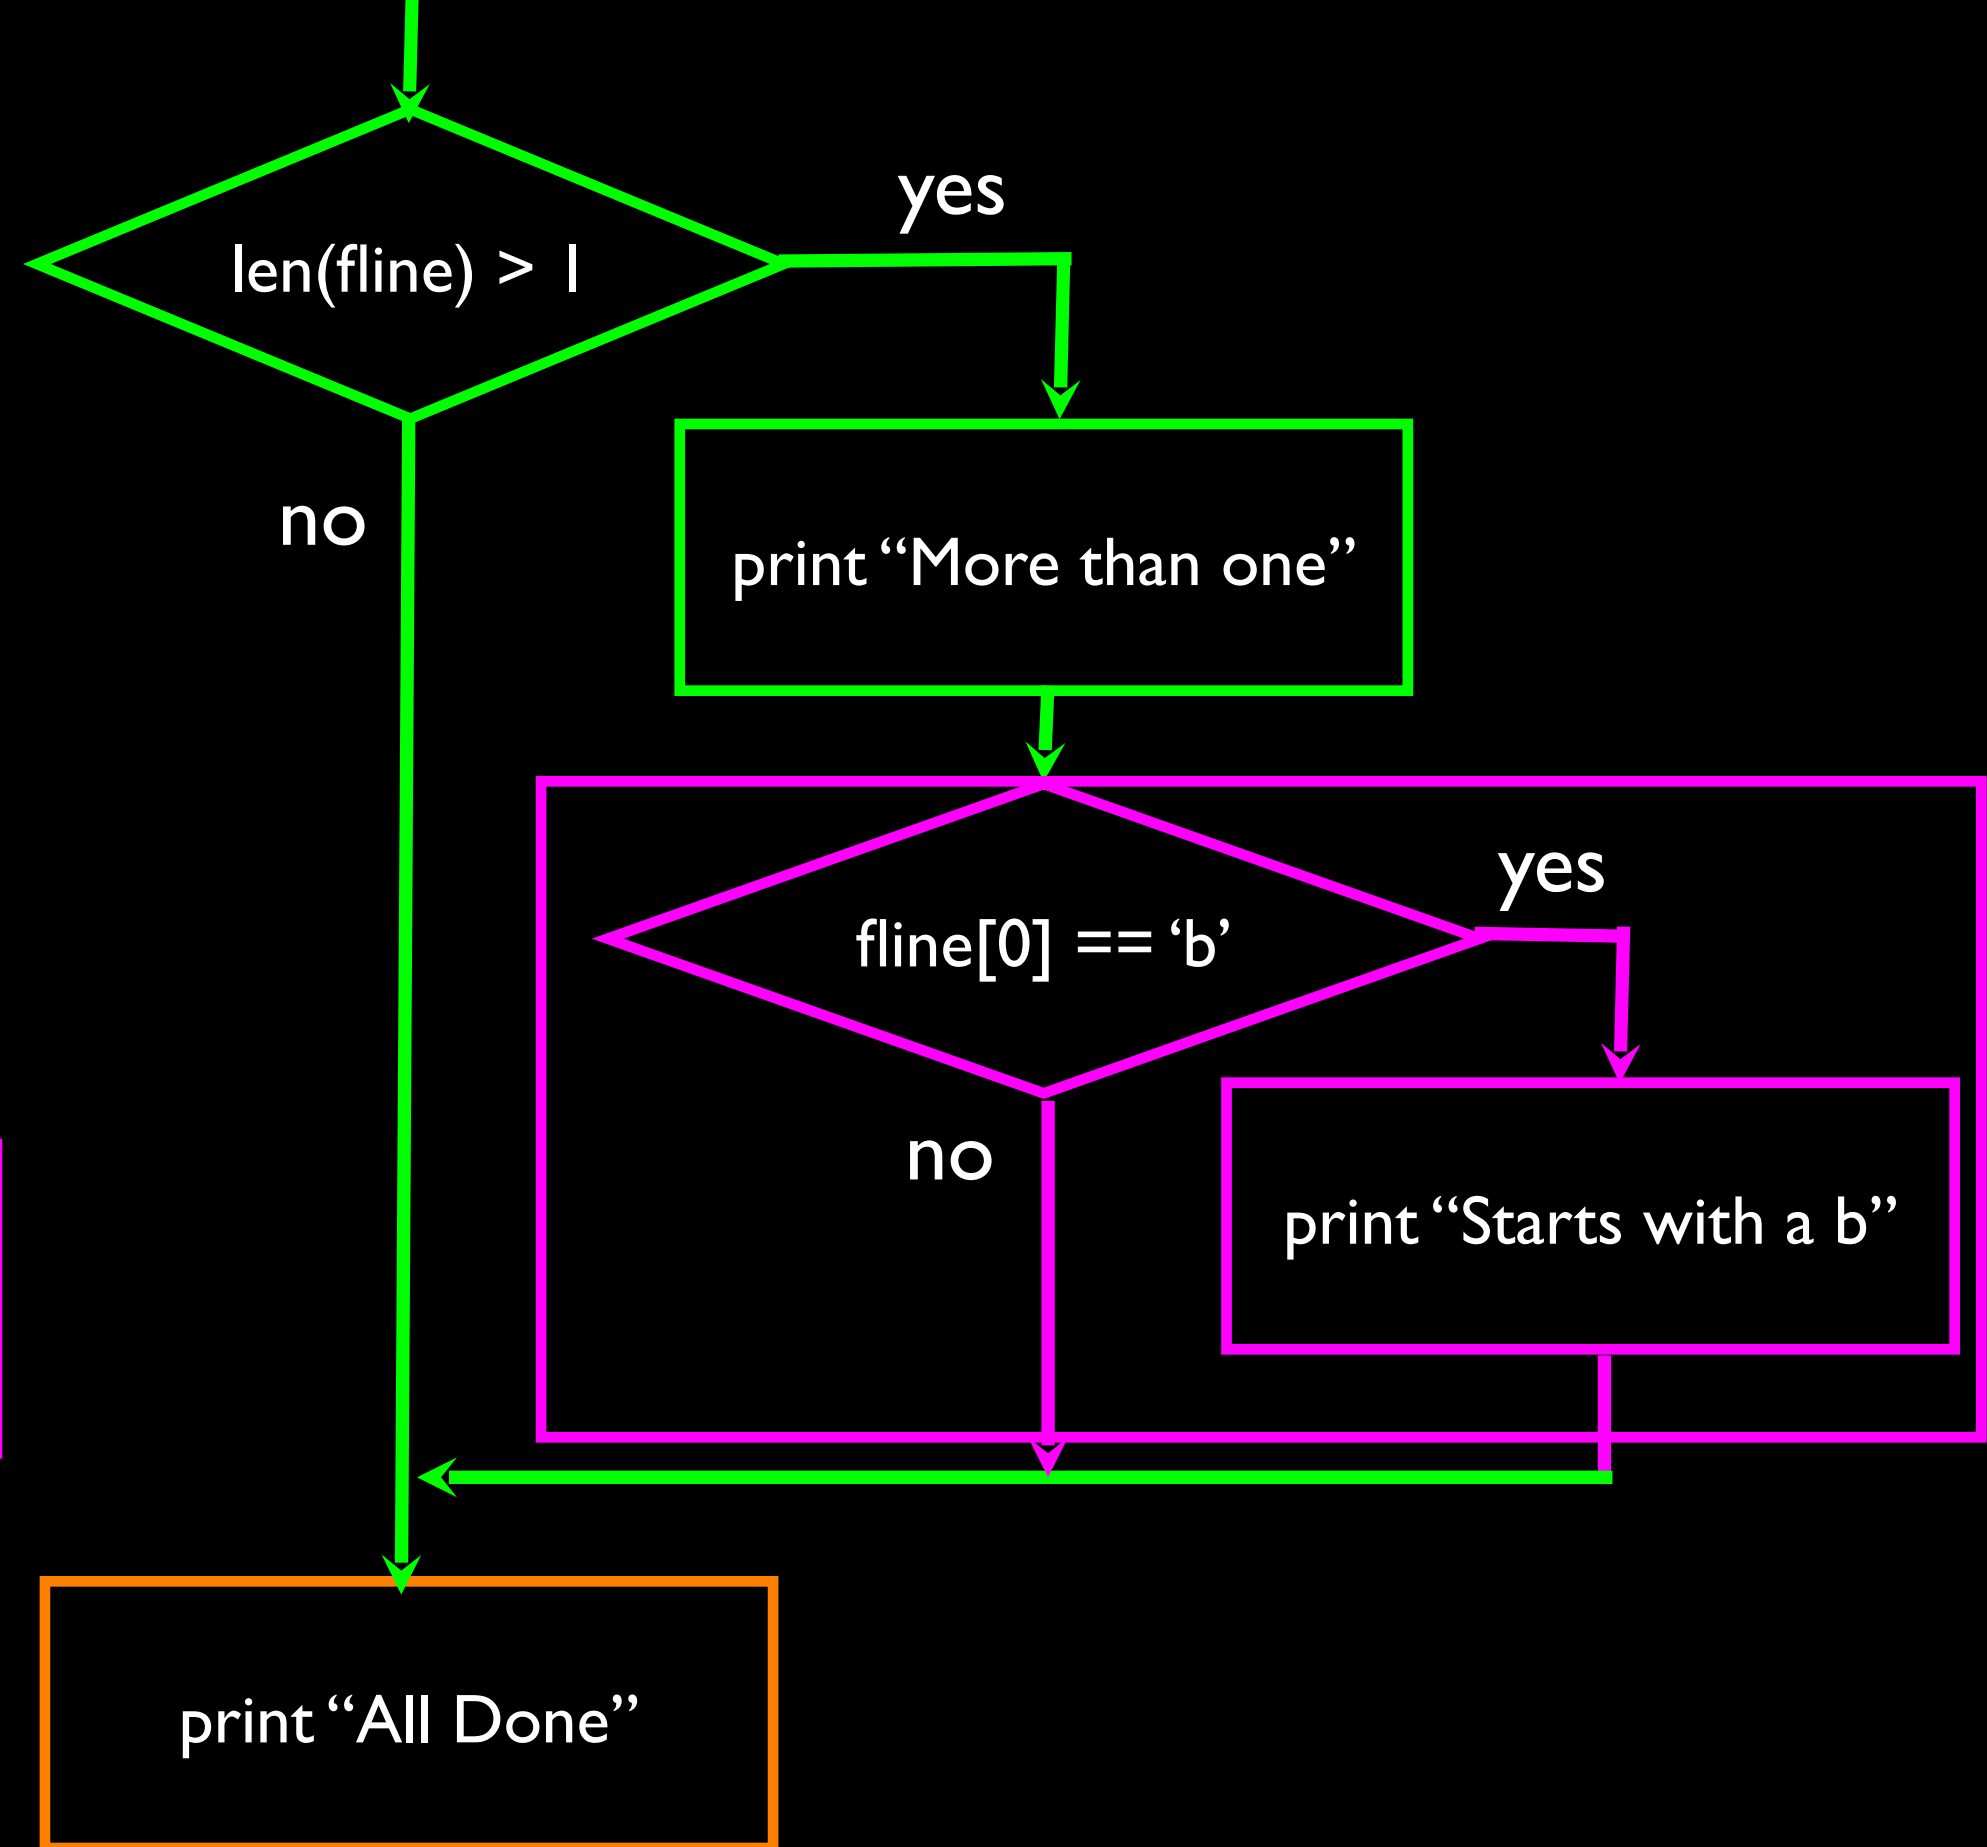 yes
len(fline) > 1
no
print “More than one”
yes
fline[0] == ‘b’
no
print “Starts with a b”
print “All Done”